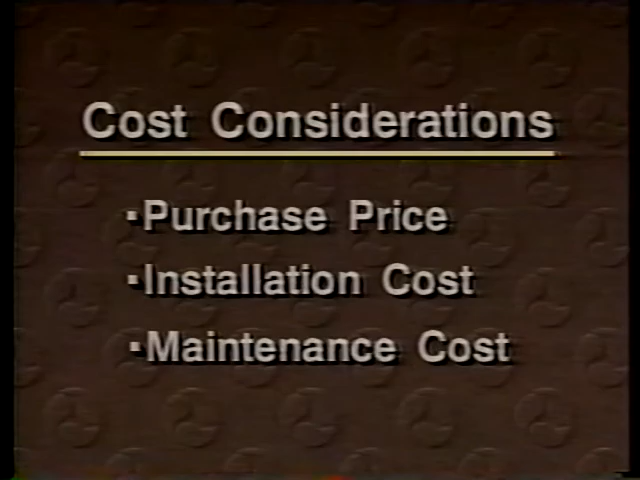 Cost Considerations
▪Purchase Price
▪Installation Cost
▪Maintenance Cost